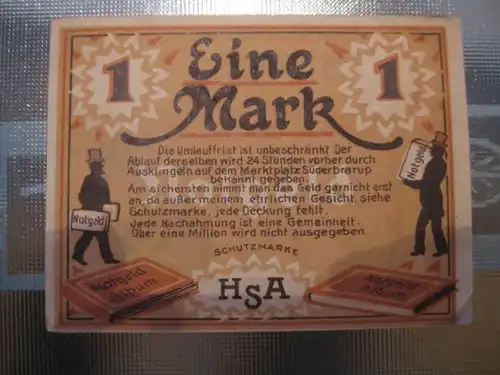 1 Eine 1
Mark
Die Umlauffrist ist unbeschränkt. Der
Ablauf derselben wird 24 Stunden vorher durch
Ausklingeln auf dem Marktplatz Süderbrarup
bekannt gegeben.
Am sichersten nimmt man das Geld garnicht erst
an, da außer meinem ehrlichen Gesicht, siehe
Schutzmarke, jede Deckung fehlt.
Jede Nachahmung ist eine Gemeinheit.
Über eine Million wird nicht ausgegeben.
SCHUTZMARKE
Notgeld
Notgeld
Notgeld
Album
HSA
Notgeld
Album